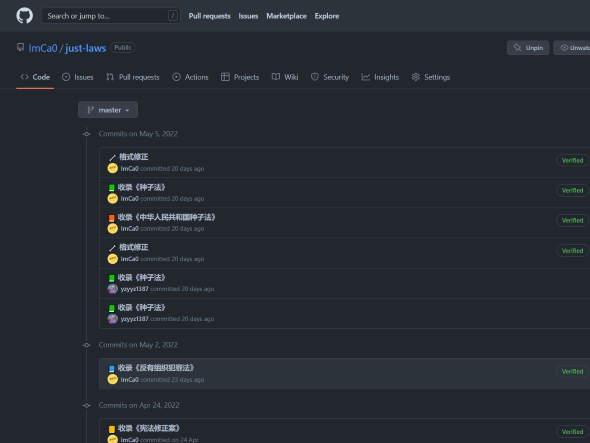 Search or jump to... /
Pull requests Issues Marketplace Explore
ImCa0 / just-laws Public
Unpin
Code Issues Pull requests Actions Projects Wiki Security Insights Settings
master
Commits on May 5, 2022
格式修正
ImCa0 committed 20 days ago
Verified
收录《种子法》
ImCa0 committed 20 days ago
Verified
收录《中华人民共和国种子法》
ImCa0 committed 20 days ago
Verified
格式修正
ImCa0 committed 20 days ago
Verified
收录《种子法》
yzyyz1387 committed 20 days ago
收录《种子法》
yzyyz1387 committed 20 days ago
Commits on May 2, 2022
收录《反有组织犯罪法》
ImCa0 committed 23 days ago
Verified
Commits on Apr 24, 2022
收录《宪法修正案》
ImCa0 committed on 24 Apr
Verified